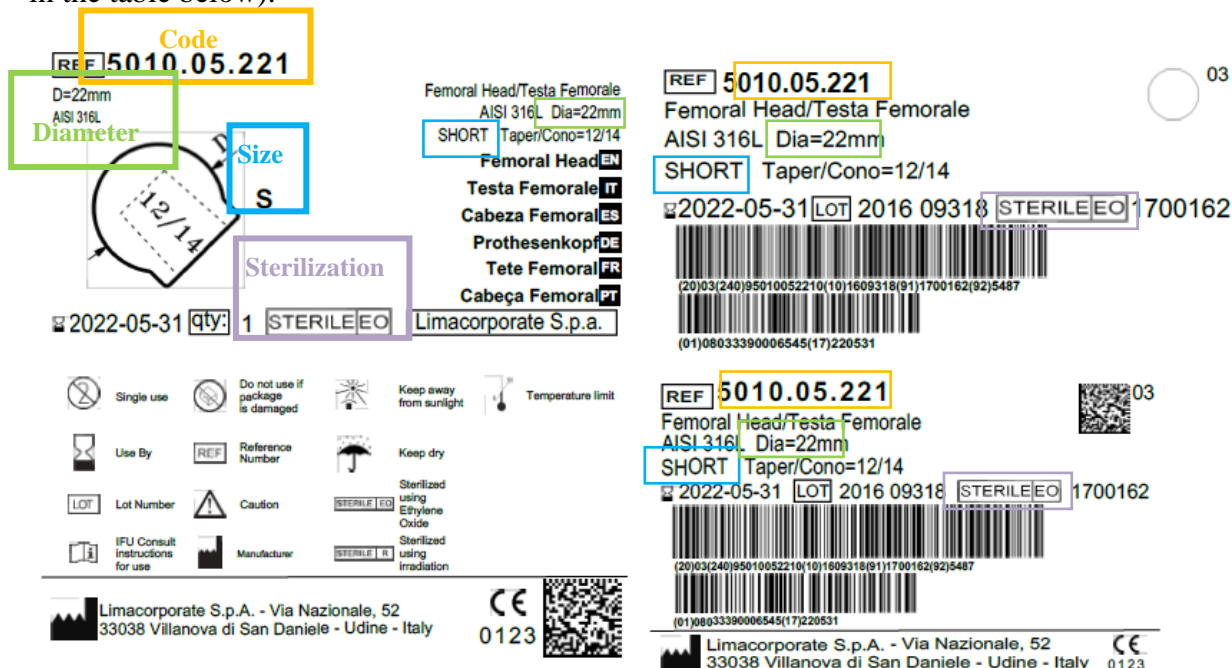 in the table below).
Code
REF 5010.05.221
D=22mm
AISI 316L
Diameter
D
Size
S
12/14
Sterilization
Femoral Head/Testa Femorale
AISI 316L Dia=22mm
SHORT Taper/Cono=12/14
Femoral Head EN
Testa Femorale IT
Cabeza Femoral ES
Prothesenkopf DE
Tete Femoral FR
Cabeça Femoral PT
2022-05-31 qty: 1 STERILE EO Limacorporate S.p.a.
2 Single use
Do not use if package is damaged
Keep away from sunlight
Temperature limit
Use By
REF Reference Number
Keep dry
LOT Lot Number
Caution
STERILE EO Sterilized using Ethylene Oxide
i IFU Consult instructions for use
Manufacturer
STERILE R Sterilized using irradiation
Limacorporate S.p.A. - Via Nazionale, 52
33038 Villanova di San Daniele - Udine - Italy
CE
0123
REF 5010.05.221
03
Femoral Head/Testa Femorale
AISI 316L Dia=22mm
SHORT Taper/Cono=12/14
2022-05-31 LOT 2016 09318 STERILE EO 1700162
(20)03(240)95010052210(10)1609318(91)1700162(92)5487
(01)08033390006545(17)220531
REF 5010.05.221
03
Femoral Head/Testa Femorale
AISI 316L Dia=22mm
SHORT Taper/Cono=12/14
2022-05-31 LOT 2016 09318 STERILE EO 1700162
(20)03(240)95010052210(10)1609318(91)1700162(92)5487
(01)08033390006545(17)220531
Limacorporate S.p.A. - Via Nazionale, 52
33038 Villanova di San Daniele - Udine - Italy
CE
0123